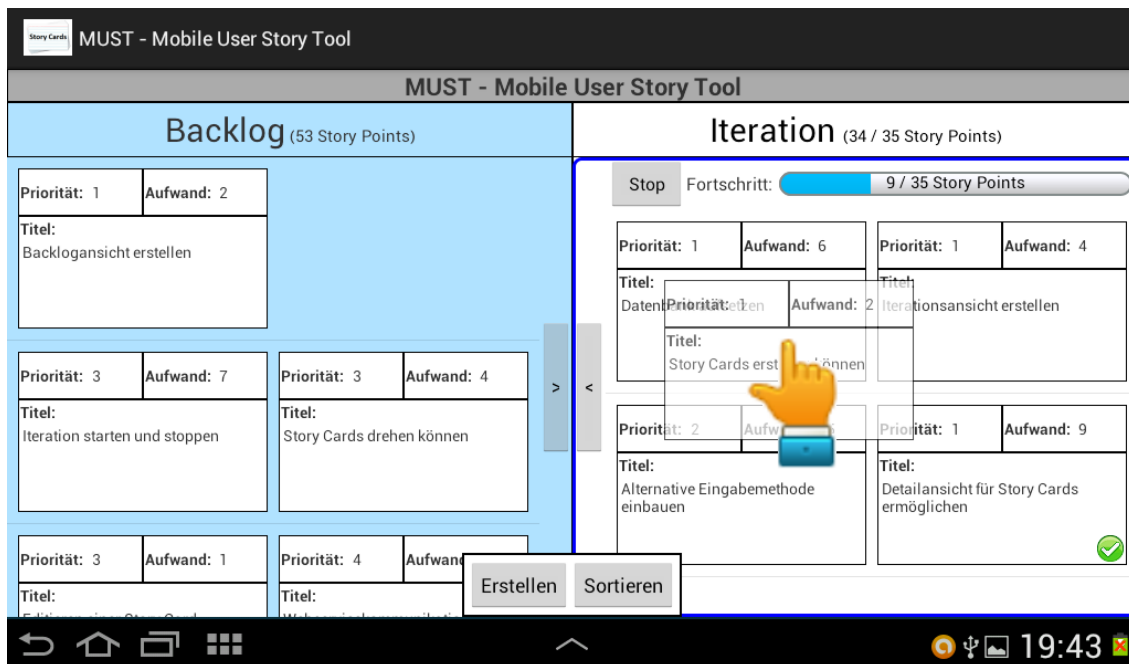 Story Cards
MUST - Mobile User Story Tool
MUST - Mobile User Story Tool
Backlog (53 Story Points)
Iteration (34 / 35 Story Points)
Priorität: 1 Aufwand: 2
Titel:
Backlogansicht erstellen
Priorität: 3 Aufwand: 7
Titel:
Iteration starten und stoppen
Priorität: 3 Aufwand: 4
Titel:
Story Cards drehen können
Priorität: 3 Aufwand: 1
Titel:
Priorität: 4
Titel:
>
<
Stop Fortschritt: 9 / 35 Story Points
Priorität: 1 Aufwand: 6
Titel:
Priorität: 1 Aufwand: 4
Titel:
Iterationsansicht erstellen
Priorität: 1 Aufwand: 2
Titel:
Story Cards
Priorität: 2
Titel:
Alternative Eingabemethode
einbauen
Priorität: 1 Aufwand: 9
Titel:
Detailansicht für Story Cards
ermöglichen
Erstellen Sortieren
19:43